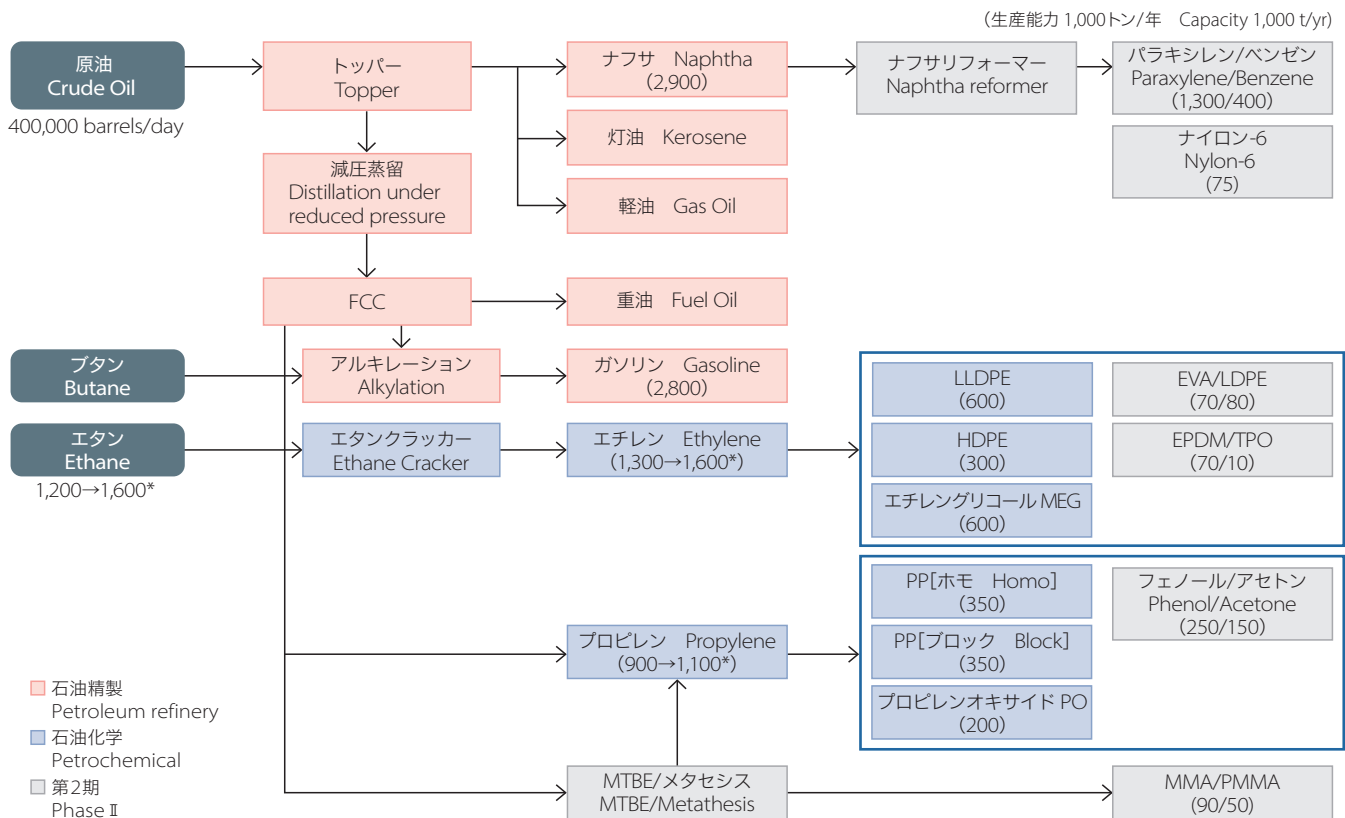 （生産能力 1,000トン/年　Capacity 1,000 t/yr）
原油
Crude Oil
400,000 barrels/day
トッパー
Topper
ナフサ　Naphtha
(2,900)
ナフサリフォーマー
Naphtha reformer
パラキシレン/ベンゼン
Paraxylene/Benzene
(1,300/400)
灯油　Kerosene
ナイロン-6
Nylon-6
(75)
減圧蒸留
Distillation under
reduced pressure
軽油　Gas Oil
FCC
重油　Fuel Oil
ブタン
Butane
アルキレーション
Alkylation
ガソリン　Gasoline
(2,800)
エタン
Ethane
1,200→1,600*
エタンクラッカー
Ethane Cracker
エチレン　Ethylene
(1,300→1,600*)
LLDPE
(600)
EVA/LDPE
(70/80)
HDPE
(300)
EPDM/TPO
(70/10)
エチレングリコール MEG
(600)
プロピレン　Propylene
(900→1,100*)
PP[ホモ　Homo]
(350)
フェノール/アセトン
Phenol/Acetone
(250/150)
PP[ブロック　Block]
(350)
プロピレンオキサイド PO
(200)
MTBE/メタセシス
MTBE/Metathesis
MMA/PMMA
(90/50)
石油精製
Petroleum refinery
石油化学
Petrochemical
第2期
Phase Ⅱ